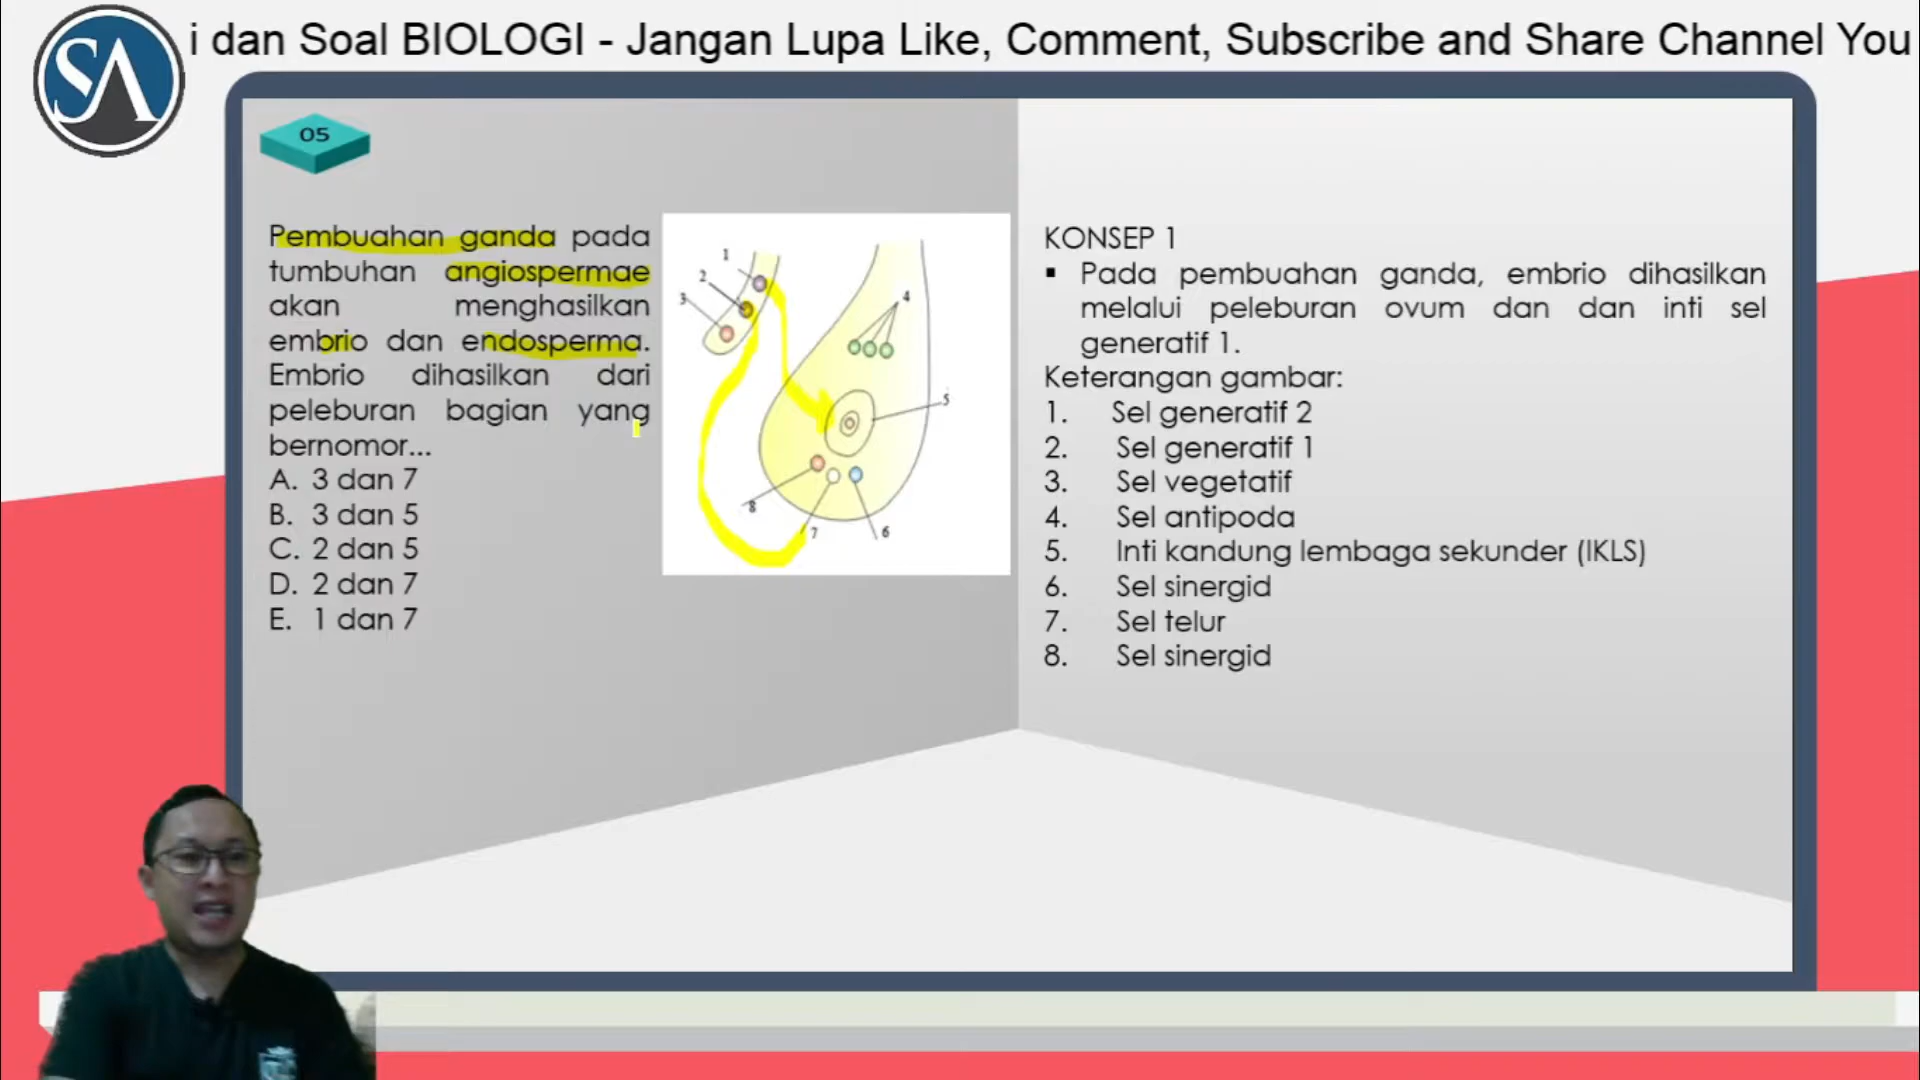 SA
i dan Soal BIOLOGI - Jangan Lupa Like, Comment, Subscribe and Share Channel You
05
Pembuahan ganda pada
tumbuhan angiospermae
akan menghasilkan
embrio dan endosperma.
Embrio dihasilkan dari
peleburan bagian yang
bernomor...
A. 3 dan 7
B. 3 dan 5
C. 2 dan 5
D. 2 dan 7
E. 1 dan 7
1
2
3
4
5
8
7
6
KONSEP 1
▪ Pada pembuahan ganda, embrio dihasilkan
melalui peleburan ovum dan dan inti sel
generatif 1.
Keterangan gambar:
1. Sel generatif 2
2. Sel generatif 1
3. Sel vegetatif
4. Sel antipoda
5. Inti kandung lembaga sekunder (IKLS)
6. Sel sinergid
7. Sel telur
8. Sel sinergid